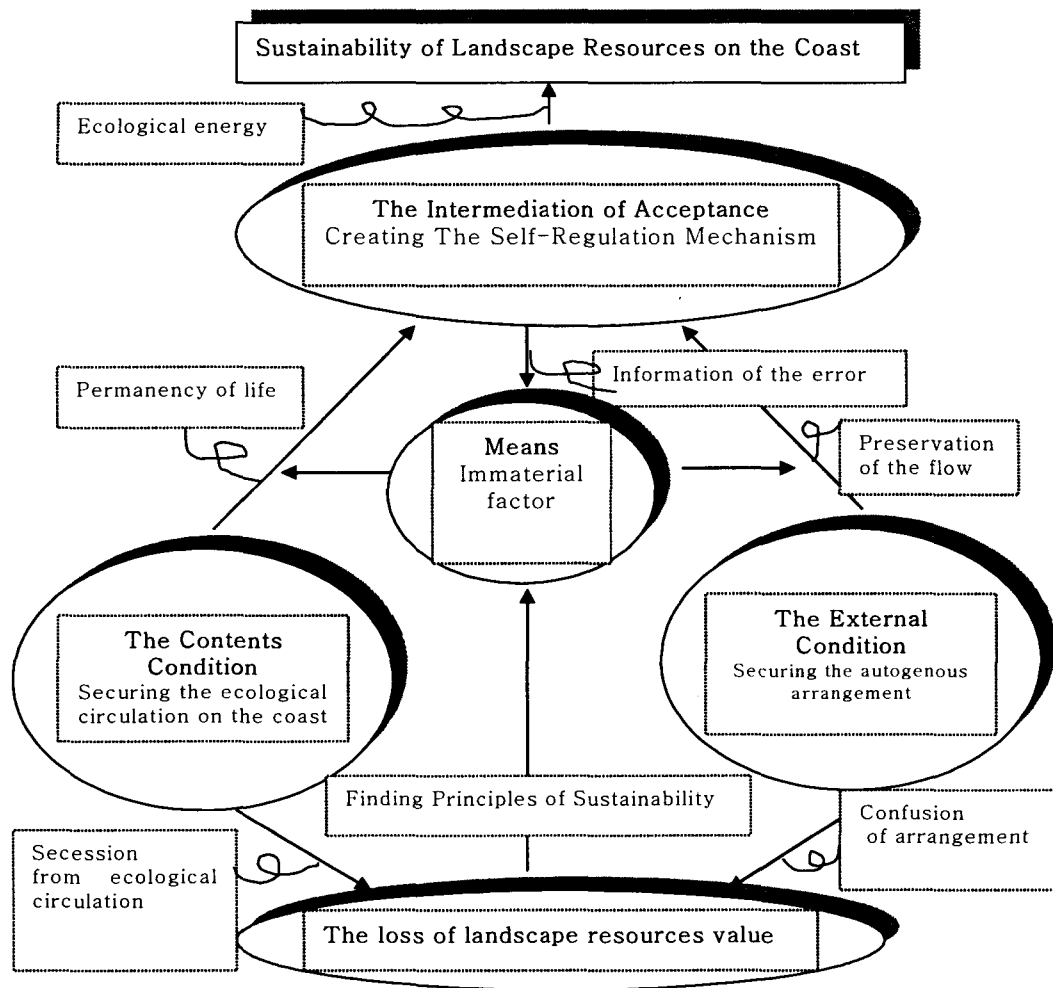 Sustainability of Landscape Resources on the Coast
Ecological energy
The Intermediation of Acceptance
Creating The Self-Regulation Mechanism
Permanency of life
Information of the error
Means
Immaterial
factor
Preservation
of the flow
The Contents
Condition
Securing the ecological
circulation on the coast
The External
Condition
Securing the autogenous
arrangement
Finding Principles of Sustainability
Confusion
of arrangement
Secession
from ecological
circulation
The loss of landscape resources value